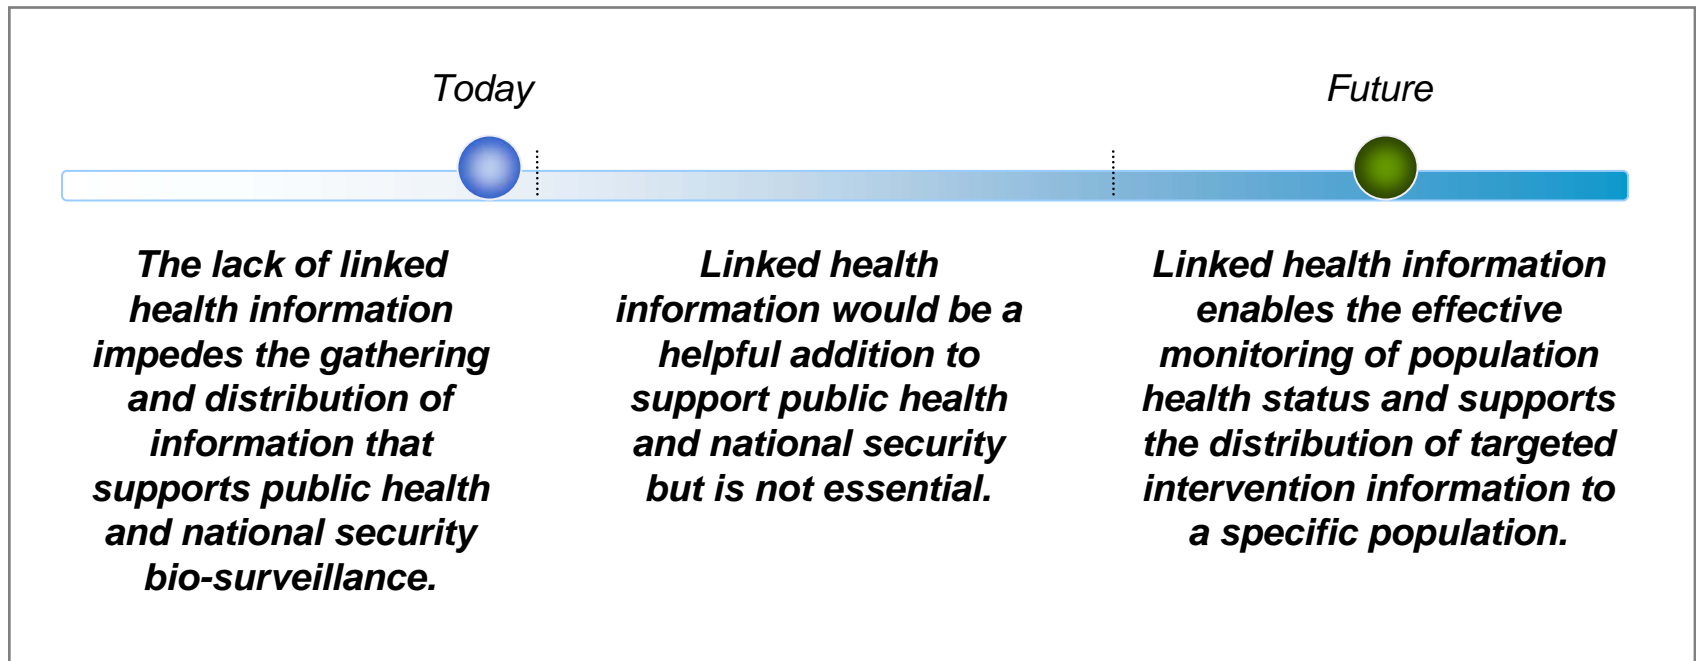 Today
Future
The lack of linked
health information
impedes the gathering
and distribution of
information that
supports public health
and national security
bio-surveillance.
Linked health
information would be a
helpful addition to
support public health
and national security
but is not essential.
Linked health information
enables the effective
monitoring of population
health status and supports
the distribution of targeted
intervention information to
a specific population.